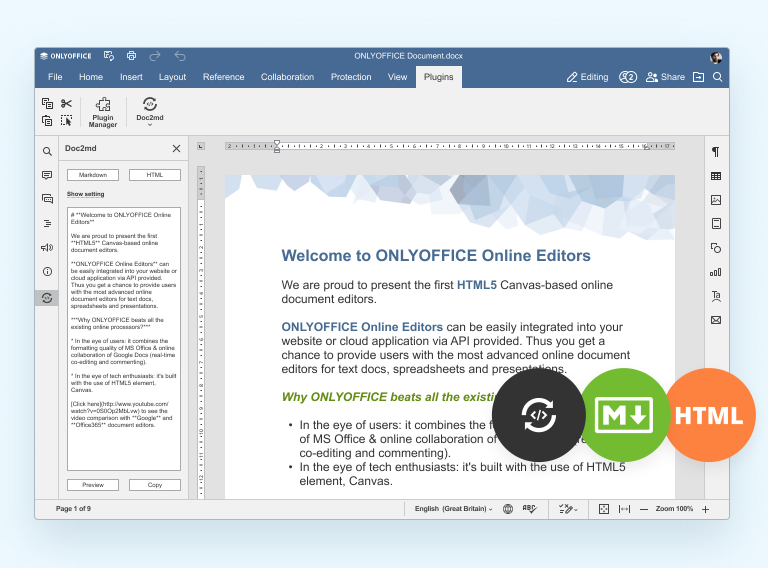 ONLYOFFICE
ONLYOFFICE Document.docx
File Home Insert Layout Reference Collaboration Protection View Plugins
Editing 2 Share
Plugin
Manager
Doc2md
Doc2md
Markdown HTML
Show setting
# **Welcome to ONLYOFFICE Online
Editors**
We are proud to present the first
**HTML5** Canvas-based online
document editors.
**ONLYOFFICE Online Editors** can
be easily integrated into your website or
cloud application via API provided.
Thus you get a chance to provide users
with the most advanced online
document editors for text docs,
spreadsheets and presentations.
***Why ONLYOFFICE beats all the
existing online processors?***
* In the eye of users: it combines the
formatting quality of MS Office & online
collaboration of Google Docs (real-time
co-editing and commenting).
* In the eye of tech enthusiasts: it's built
with the use of HTML5 element,
Canvas.
[Click here](http://www.youtube.com/
watch?v=0S0Op2MbLvw) to see the
video comparison with **Google** and
**Office365** document editors.
Preview Copy
Welcome to ONLYOFFICE Online Editors
We are proud to present the first HTML5 Canvas-based online
document editors.
ONLYOFFICE Online Editors can be easily integrated into your
website or cloud application via API provided. Thus you get a
chance to provide users with the most advanced online document
editors for text docs, spreadsheets and presentations.
Why ONLYOFFICE beats all the
• In the eye of users: it combines the
of MS Office & online collaboration of
co-editing and commenting).
• In the eye of tech enthusiasts: it's built with the use of HTML5
element, Canvas.
</> M HTML
Page 1 of 9 English (Great Britain) ABC Zoom 100%